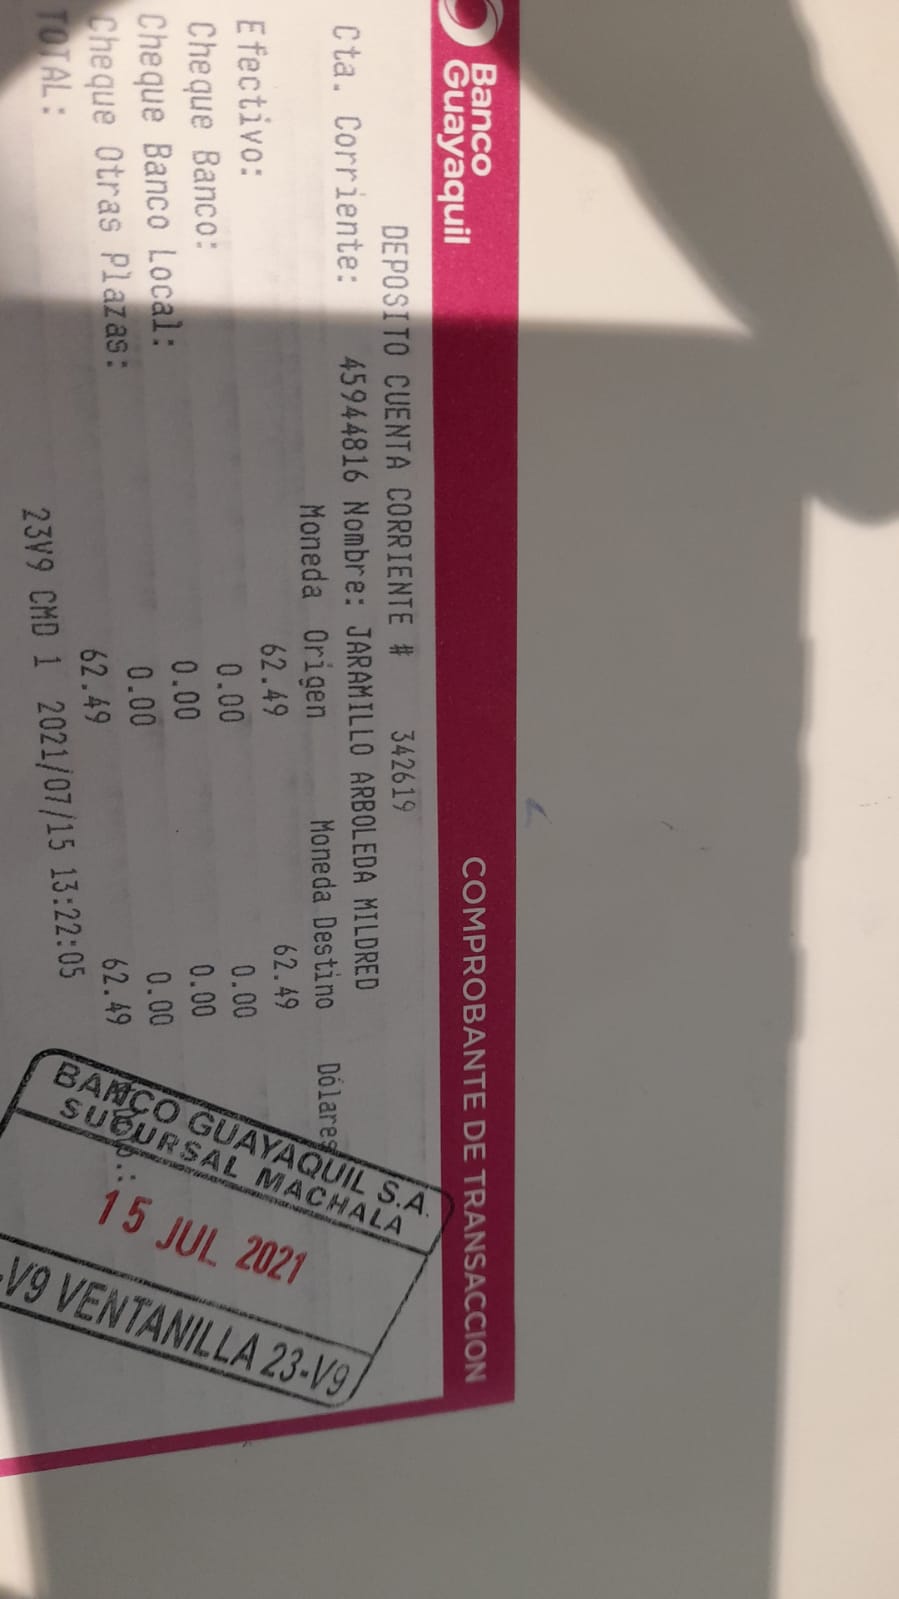 Banco
Guayaquil
COMPROBANTE DE TRANSACCION
DEPOSITO CUENTA CORRIENTE # 342619
Cta. Corriente: 45944816 Nombre: JARAMILLO ARBOLEDA MILDRED
Moneda Origen Moneda Destino Dólares
Efectivo: 62.49 62.49
Cheque Banco: 0.00 0.00
Cheque Banco Local: 0.00 0.00
Cheque Otras Plazas: 0.00 0.00
TOTAL: 62.49 62.49
23V9 CMD 1 2021/07/15 13:22:05
BANCO GUAYAQUIL S.A.
SUCURSAL MACHALA
15 JUL 2021
-V9 VENTANILLA 23-V9